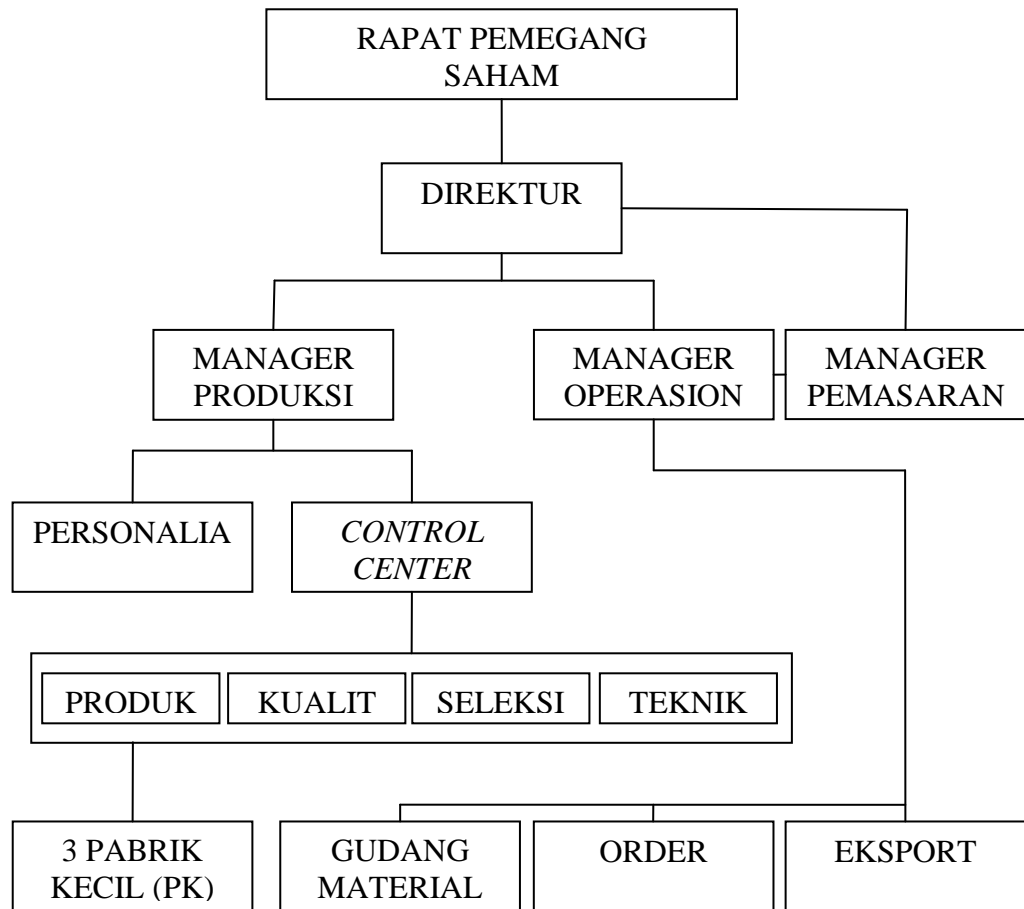 RAPAT PEMEGANG
SAHAM
DIREKTUR
MANAGER
PRODUKSI
MANAGER
OPERASION
MANAGER
PEMASARAN
PERSONALIA
CONTROL
CENTER
PRODUK
KUALIT
SELEKSI
TEKNIK
3 PABRIK
KECIL (PK)
GUDANG
MATERIAL
ORDER
EKSPORT